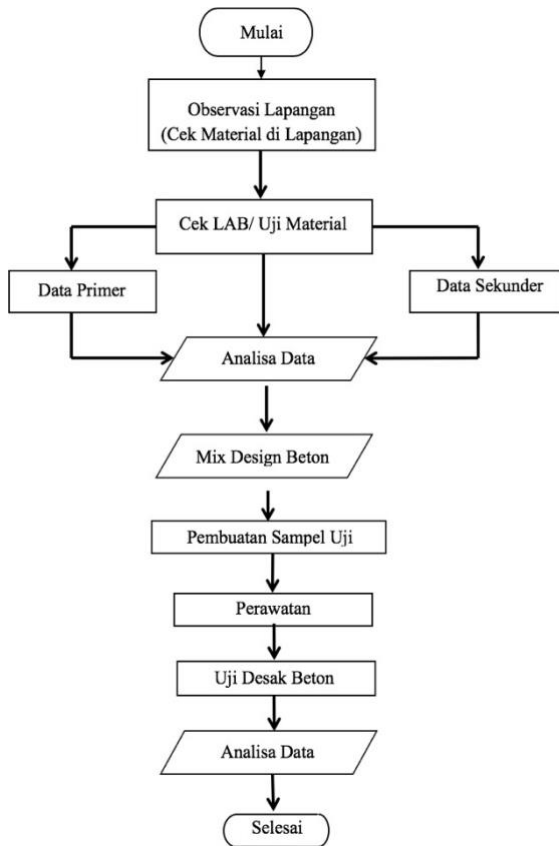 Mulai
Observasi Lapangan
(Cek Material di Lapangan)
Cek LAB/ Uji Material
Data Primer
Data Sekunder
Analisa Data
Mix Design Beton
Pembuatan Sampel Uji
Perawatan
Uji Desak Beton
Analisa Data
Selesai